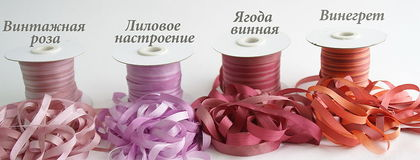 Винтажная
роза
Лиловое
настроение
Ягода
винная
Винегрет